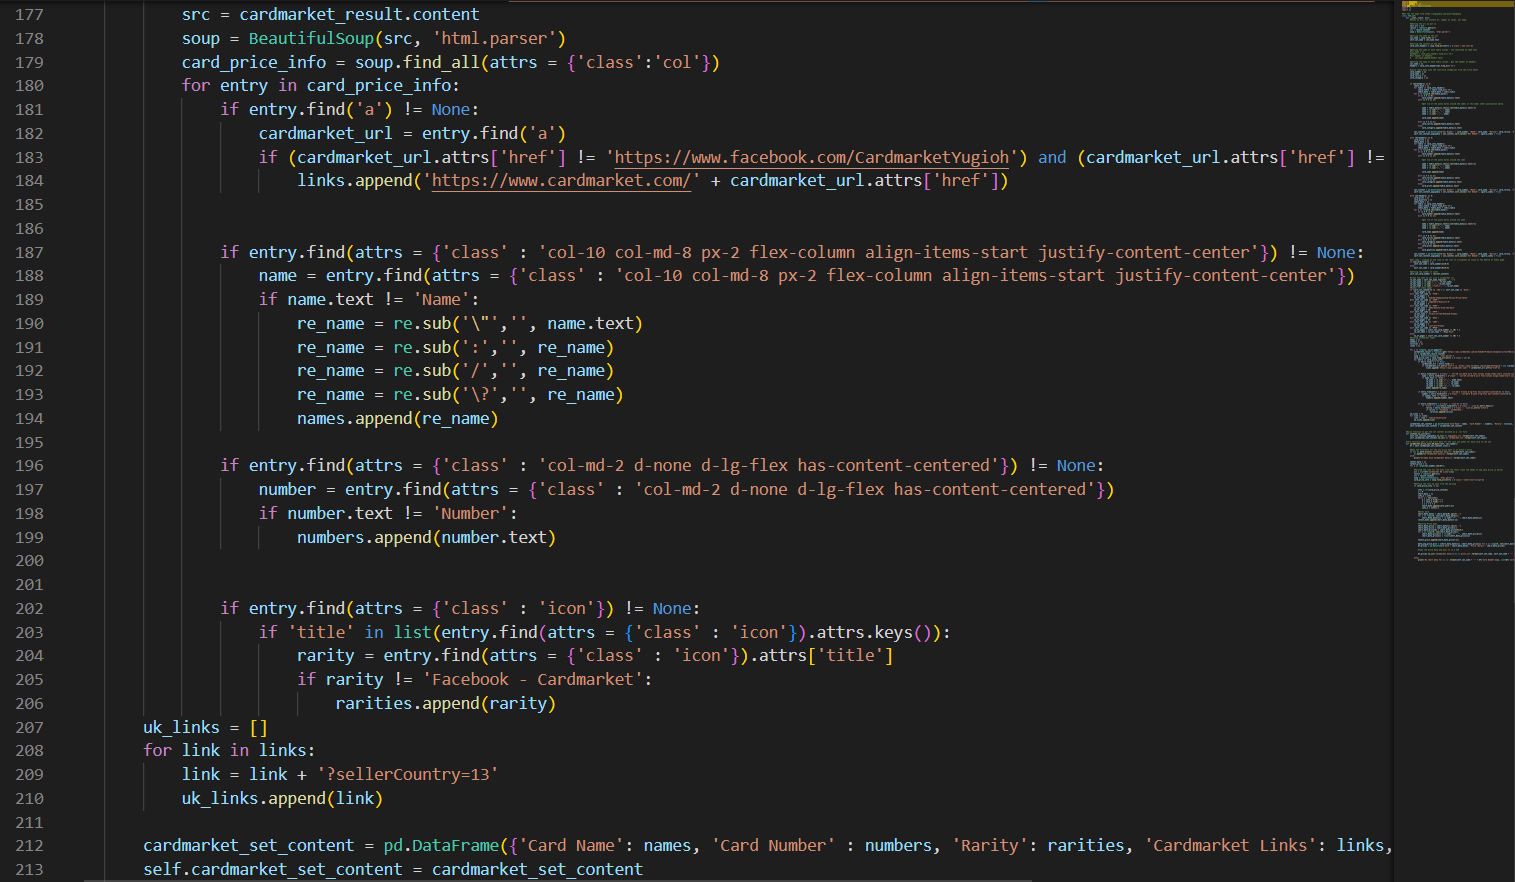 177 src = cardmarket_result.content
178 soup = BeautifulSoup(src, 'html.parser')
179 card_price_info = soup.find_all(attrs = {'class':'col'})
180 for entry in card_price_info:
181 if entry.find('a') != None:
182 cardmarket_url = entry.find('a')
183 if (cardmarket_url.attrs['href'] != 'https://www.facebook.com/CardmarketYugioh') and (cardmarket_url.attrs['href'] !=
184 links.append('https://www.cardmarket.com/' + cardmarket_url.attrs['href'])
185
186
187 if entry.find(attrs = {'class' : 'col-10 col-md-8 px-2 flex-column align-items-start justify-content-center'}) != None:
188 name = entry.find(attrs = {'class' : 'col-10 col-md-8 px-2 flex-column align-items-start justify-content-center'})
189 if name.text != 'Name':
190 re_name = re.sub('\"','', name.text)
191 re_name = re.sub(':','', re_name)
192 re_name = re.sub('/','', re_name)
193 re_name = re.sub('\?','', re_name)
194 names.append(re_name)
195
196 if entry.find(attrs = {'class' : 'col-md-2 d-none d-lg-flex has-content-centered'}) != None:
197 number = entry.find(attrs = {'class' : 'col-md-2 d-none d-lg-flex has-content-centered'})
198 if number.text != 'Number':
199 numbers.append(number.text)
200
201
202 if entry.find(attrs = {'class' : 'icon'}) != None:
203 if 'title' in list(entry.find(attrs = {'class' : 'icon'}).attrs.keys()):
204 rarity = entry.find(attrs = {'class' : 'icon'}).attrs['title']
205 if rarity != 'Facebook - Cardmarket':
206 rarities.append(rarity)
207 uk_links = []
208 for link in links:
209 link = link + '?sellerCountry=13'
210 uk_links.append(link)
211
212 cardmarket_set_content = pd.DataFrame({'Card Name': names, 'Card Number' : numbers, 'Rarity': rarities, 'Cardmarket Links': links,
213 self.cardmarket_set_content = cardmarket_set_content